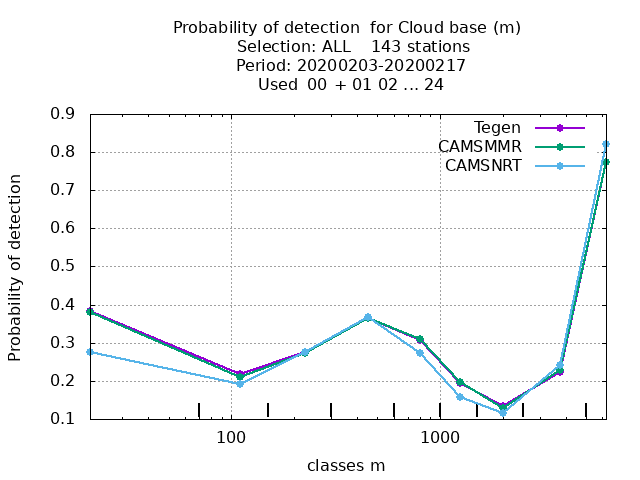 Probability of detection  for Cloud base (m)
Selection: ALL    143 stations
Period: 20200203-20200217
Used  00  + 01 02 ... 24
0.9
0.8
0.7
0.6
0.5
0.4
0.3
0.2
0.1
Probability of detection
Tegen
CAMSMMR
CAMSNRT
100
1000
classes m